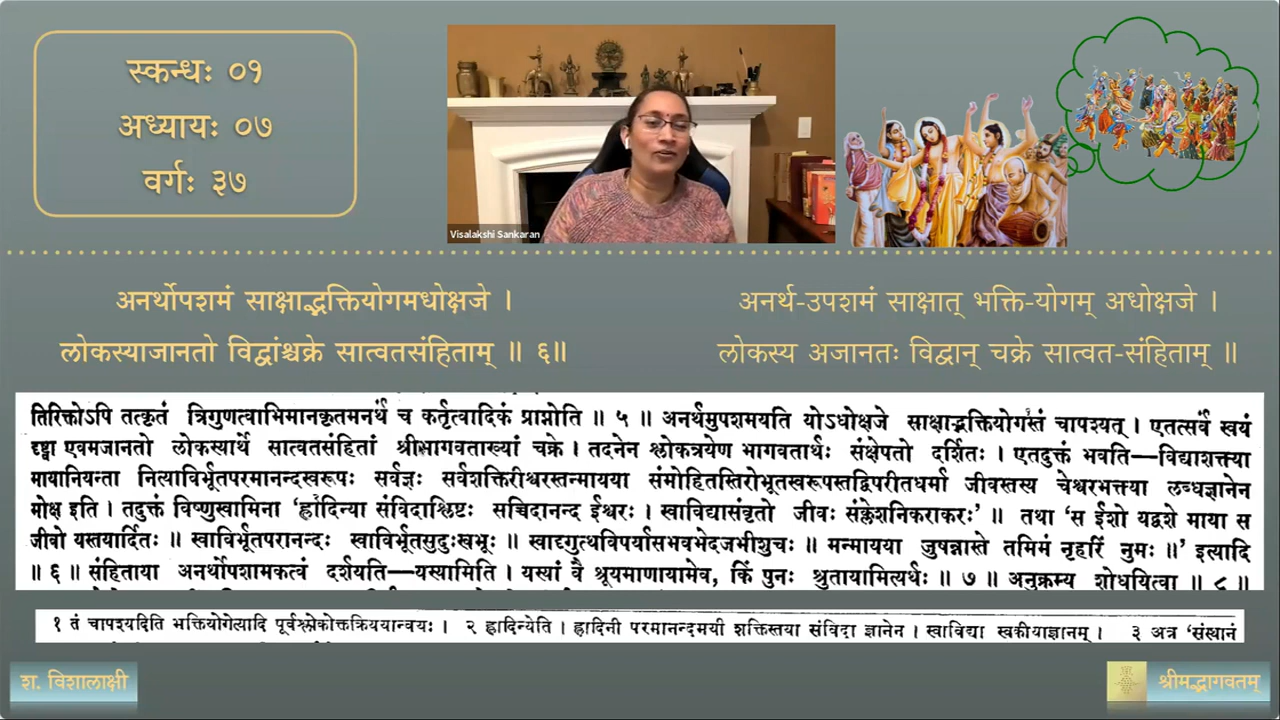 स्कन्धः ०१
अध्यायः ०७
वर्गः ३७
Visalakshi Sankaran
अनर्थोपशमं साक्षाद्भक्तियोगमधोक्षजे ।
लोकस्याजानतो विद्वांश्चक्रे सात्वतसंहिताम् ॥ ६॥
अनर्थ-उपशमं साक्षात् भक्ति-योगम् अधोक्षजे ।
लोकस्य अजानतः विद्वान् चक्रे सात्वत-संहिताम् ॥
तिरिक्तोऽपि तत्कृतं त्रिगुणत्वाभिमानकृतमनर्थं च कर्तृत्वादिकं प्राप्नोति ॥ ५ ॥ अनर्थमुपशमयति योऽधोक्षजे साक्षाद्भक्तियोगस्तं चापश्यत् । एतत्सर्वं स्वयं
दृष्ट्वा एवमजानतो लोकस्यार्थे सात्वतसंहितां श्रीभागवताख्यां चक्रे । तदनेन श्लोकत्रयेण भागवतार्थः संक्षेपतो दर्शितः । एतदुक्तं भवति—विद्याशक्त्या
मायानियन्ता नित्याविर्भूतपरमानन्दस्वरूपः सर्वज्ञः सर्वशक्तिरीश्वरस्तन्मायया संमोहितस्तिरोभूतस्वरूपस्तद्विपरीतधर्मा जीवस्तस्य चेश्वरभक्त्या लब्धज्ञानेन
मोक्ष इति । तदुक्तं विष्णुस्वामिना ‘ह्लादिन्या संविदाश्लिष्टः सच्चिदानन्द ईश्वरः । स्वाविद्यासंवृतो जीवः संक्लेशनिकराकरः’ ॥ तथा ‘स ईशो यद्वशे माया स
जीवो यस्तयार्दितः ॥ स्वाविर्भूतपरानन्दः स्वाविर्भूतसुदुःखभूः ॥ स्वादृगुत्थविपर्यासभवभेदजभीशुचः ॥ मन्मायया जुषन्नास्ते तमिमं नृहरिं नुमः ॥’ इत्यादि
॥ ६ ॥ संहिताया अनर्थोपशामकत्वं दर्शयति—यस्यामिति । यस्यां वै श्रूयमाणायामेव, किं पुनः श्रुतायामित्यर्थः ॥ ७ ॥ अनुक्रम्य शोधयित्वा ॥ ८ ॥
१ तं चापश्यदिति भक्तियोगेत्यादि पूर्वश्लोकोक्तक्रिययान्वयः । २ ह्लादिन्येति । ह्लादिनी परमानन्दमयी शक्तिस्तया संविदा ज्ञानेन । स्वाविद्या स्वकीयाज्ञानम् । ३ अत्र ‘संस्थानं
श. विशालाक्षी
श्रीमद्भागवतम्